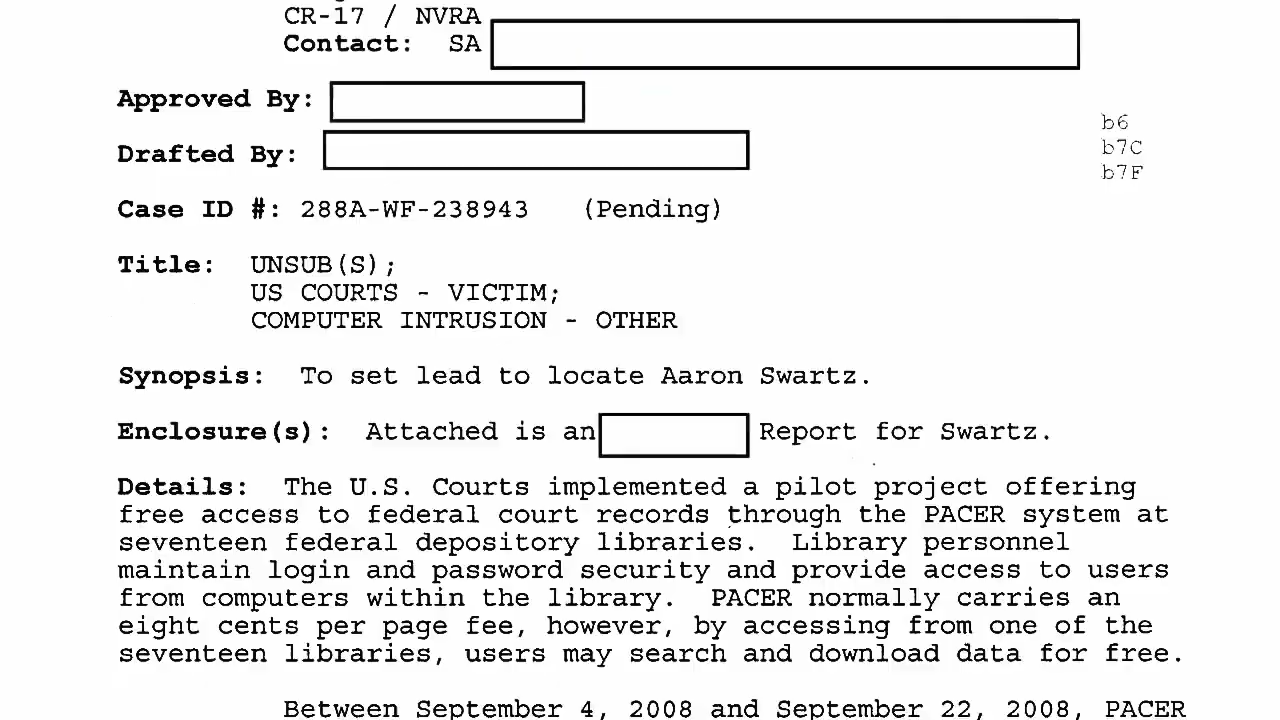 CR-17 / NVRA
Contact: SA
Approved By:
b6
Drafted By:
b7C
b7F
Case ID #: 288A-WF-238943 (Pending)
Title: UNSUB(S);
US COURTS - VICTIM;
COMPUTER INTRUSION - OTHER
Synopsis: To set lead to locate Aaron Swartz.
Enclosure(s): Attached is an Report for Swartz.
Details: The U.S. Courts implemented a pilot project offering
free access to federal court records through the PACER system at
seventeen federal depository libraries. Library personnel
maintain login and password security and provide access to users
from computers within the library. PACER normally carries an
eight cents per page fee, however, by accessing from one of the
seventeen libraries, users may search and download data for free.
Between September 4, 2008 and September 22, 2008, PACER